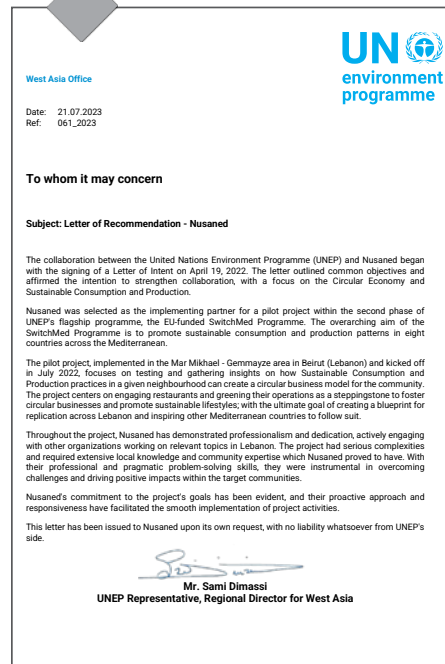 UN
environment
programme
West Asia Office
Date: 21.07.2023
Ref: 061_2023
To whom it may concern
Subject: Letter of Recommendation - Nusaned
The collaboration between the United Nations Environment Programme (UNEP) and Nusaned began
with the signing of a Letter of Intent on April 19, 2022. The letter outlined common objectives and
affirmed the intention to strengthen collaboration, with a focus on the Circular Economy and
Sustainable Consumption and Production.
Nusaned was selected as the implementing partner for a pilot project within the second phase of
UNEP's flagship programme, the EU-funded SwitchMed Programme. The overarching aim of the
SwitchMed Programme is to promote sustainable consumption and production patterns in eight
countries across the Mediterranean.
The pilot project, implemented in the Mar Mikhael - Gemmayze area in Beirut (Lebanon) and kicked off
in July 2022, focuses on testing and gathering insights on how Sustainable Consumption and
Production practices in a given neighbourhood can create a circular business model for the community.
The project centers on engaging restaurants and greening their operations as a steppingstone to foster
circular businesses and promote sustainable lifestyles; with the ultimate goal of creating a blueprint for
replication across Lebanon and inspiring other Mediterranean countries to follow suit.
Throughout the project, Nusaned has demonstrated professionalism and dedication, actively engaging
with other organizations working on relevant topics in Lebanon. The project had serious complexities
and required extensive local knowledge and community expertise which Nusaned proved to have. With
their professional and pragmatic problem-solving skills, they were instrumental in overcoming
challenges and driving positive impacts within the target communities.
Nusaned's commitment to the project's goals has been evident, and their proactive approach and
responsiveness have facilitated the smooth implementation of project activities.
This letter has been issued to Nusaned upon its own request, with no liability whatsoever from UNEP's
side.
Mr. Sami Dimassi
UNEP Representative, Regional Director for West Asia